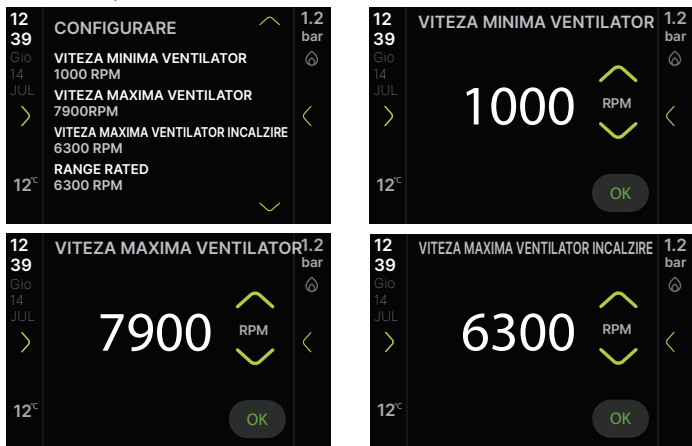 12
39
Gio
14
JUL
12°C
CONFIGURARE
VITEZA MINIMA VENTILATOR
1000 RPM
VITEZA MAXIMA VENTILATOR
7900RPM
VITEZA MAXIMA VENTILATOR INCALZIRE
6300 RPM
RANGE RATED
6300 RPM
1.2
bar
12
39
Gio
14
JUL
12°C
VITEZA MINIMA VENTILATOR
1000
RPM
OK
1.2
bar
12
39
Gio
14
JUL
12°C
VITEZA MAXIMA VENTILATOR
7900
RPM
OK
1.2
bar
12
39
Gio
14
JUL
12°C
VITEZA MAXIMA VENTILATOR INCALZIRE
6300
RPM
OK
1.2
bar